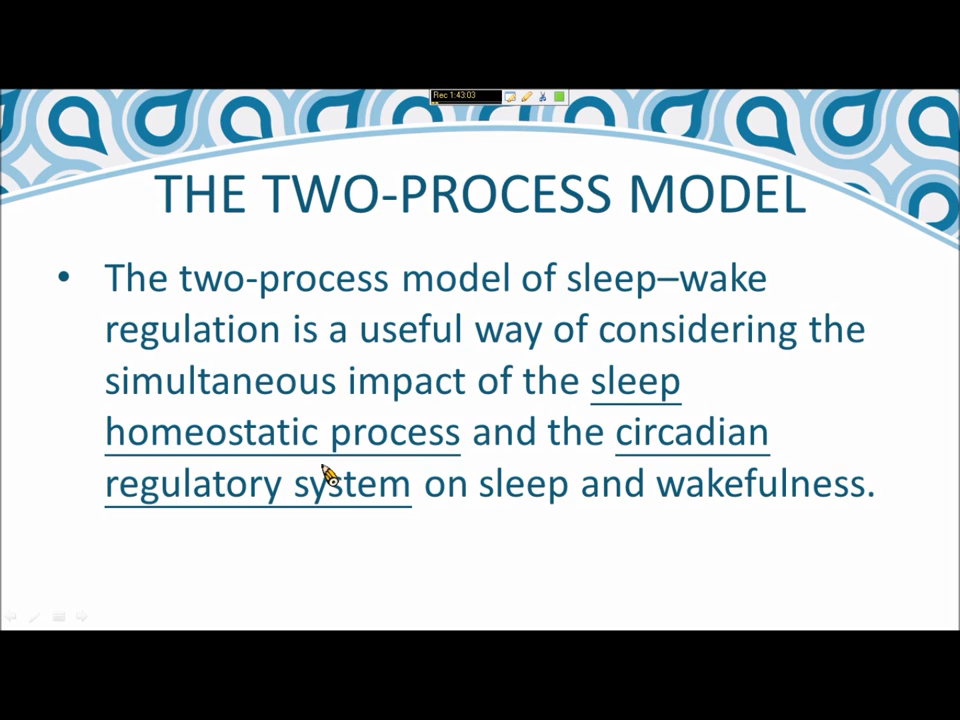 Rec 1:43:03
THE TWO-PROCESS MODEL
• The two-process model of sleep–wake
regulation is a useful way of considering the
simultaneous impact of the sleep
homeostatic process and the circadian
regulatory system on sleep and wakefulness.